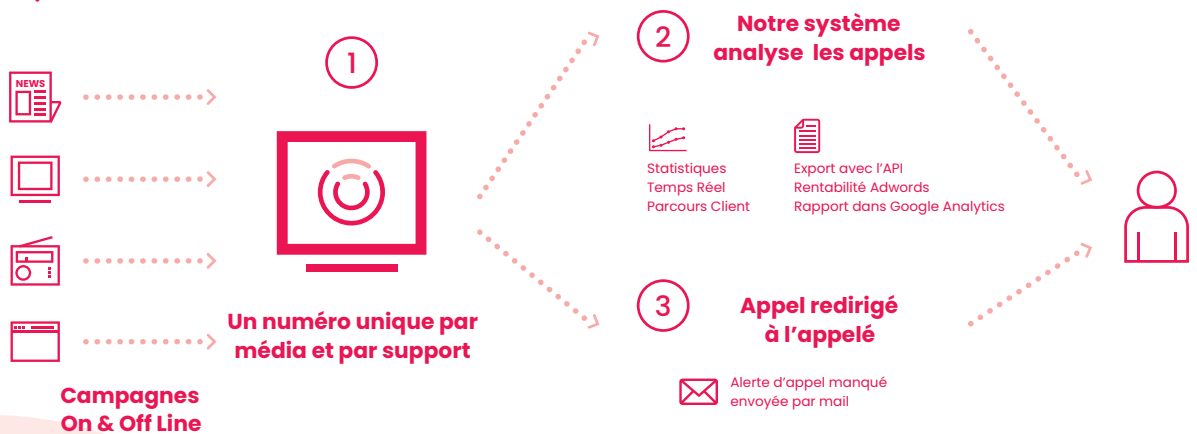 NEWS
Campagnes
On & Off Line
1
Un numéro unique par
média et par support
2
Notre système
analyse les appels
Statistiques
Temps Réel
Parcours Client
Export avec l'API
Rentabilité Adwords
Rapport dans Google Analytics
3
Appel redirigé
à l'appelé
Alerte d'appel manqué
envoyée par mail